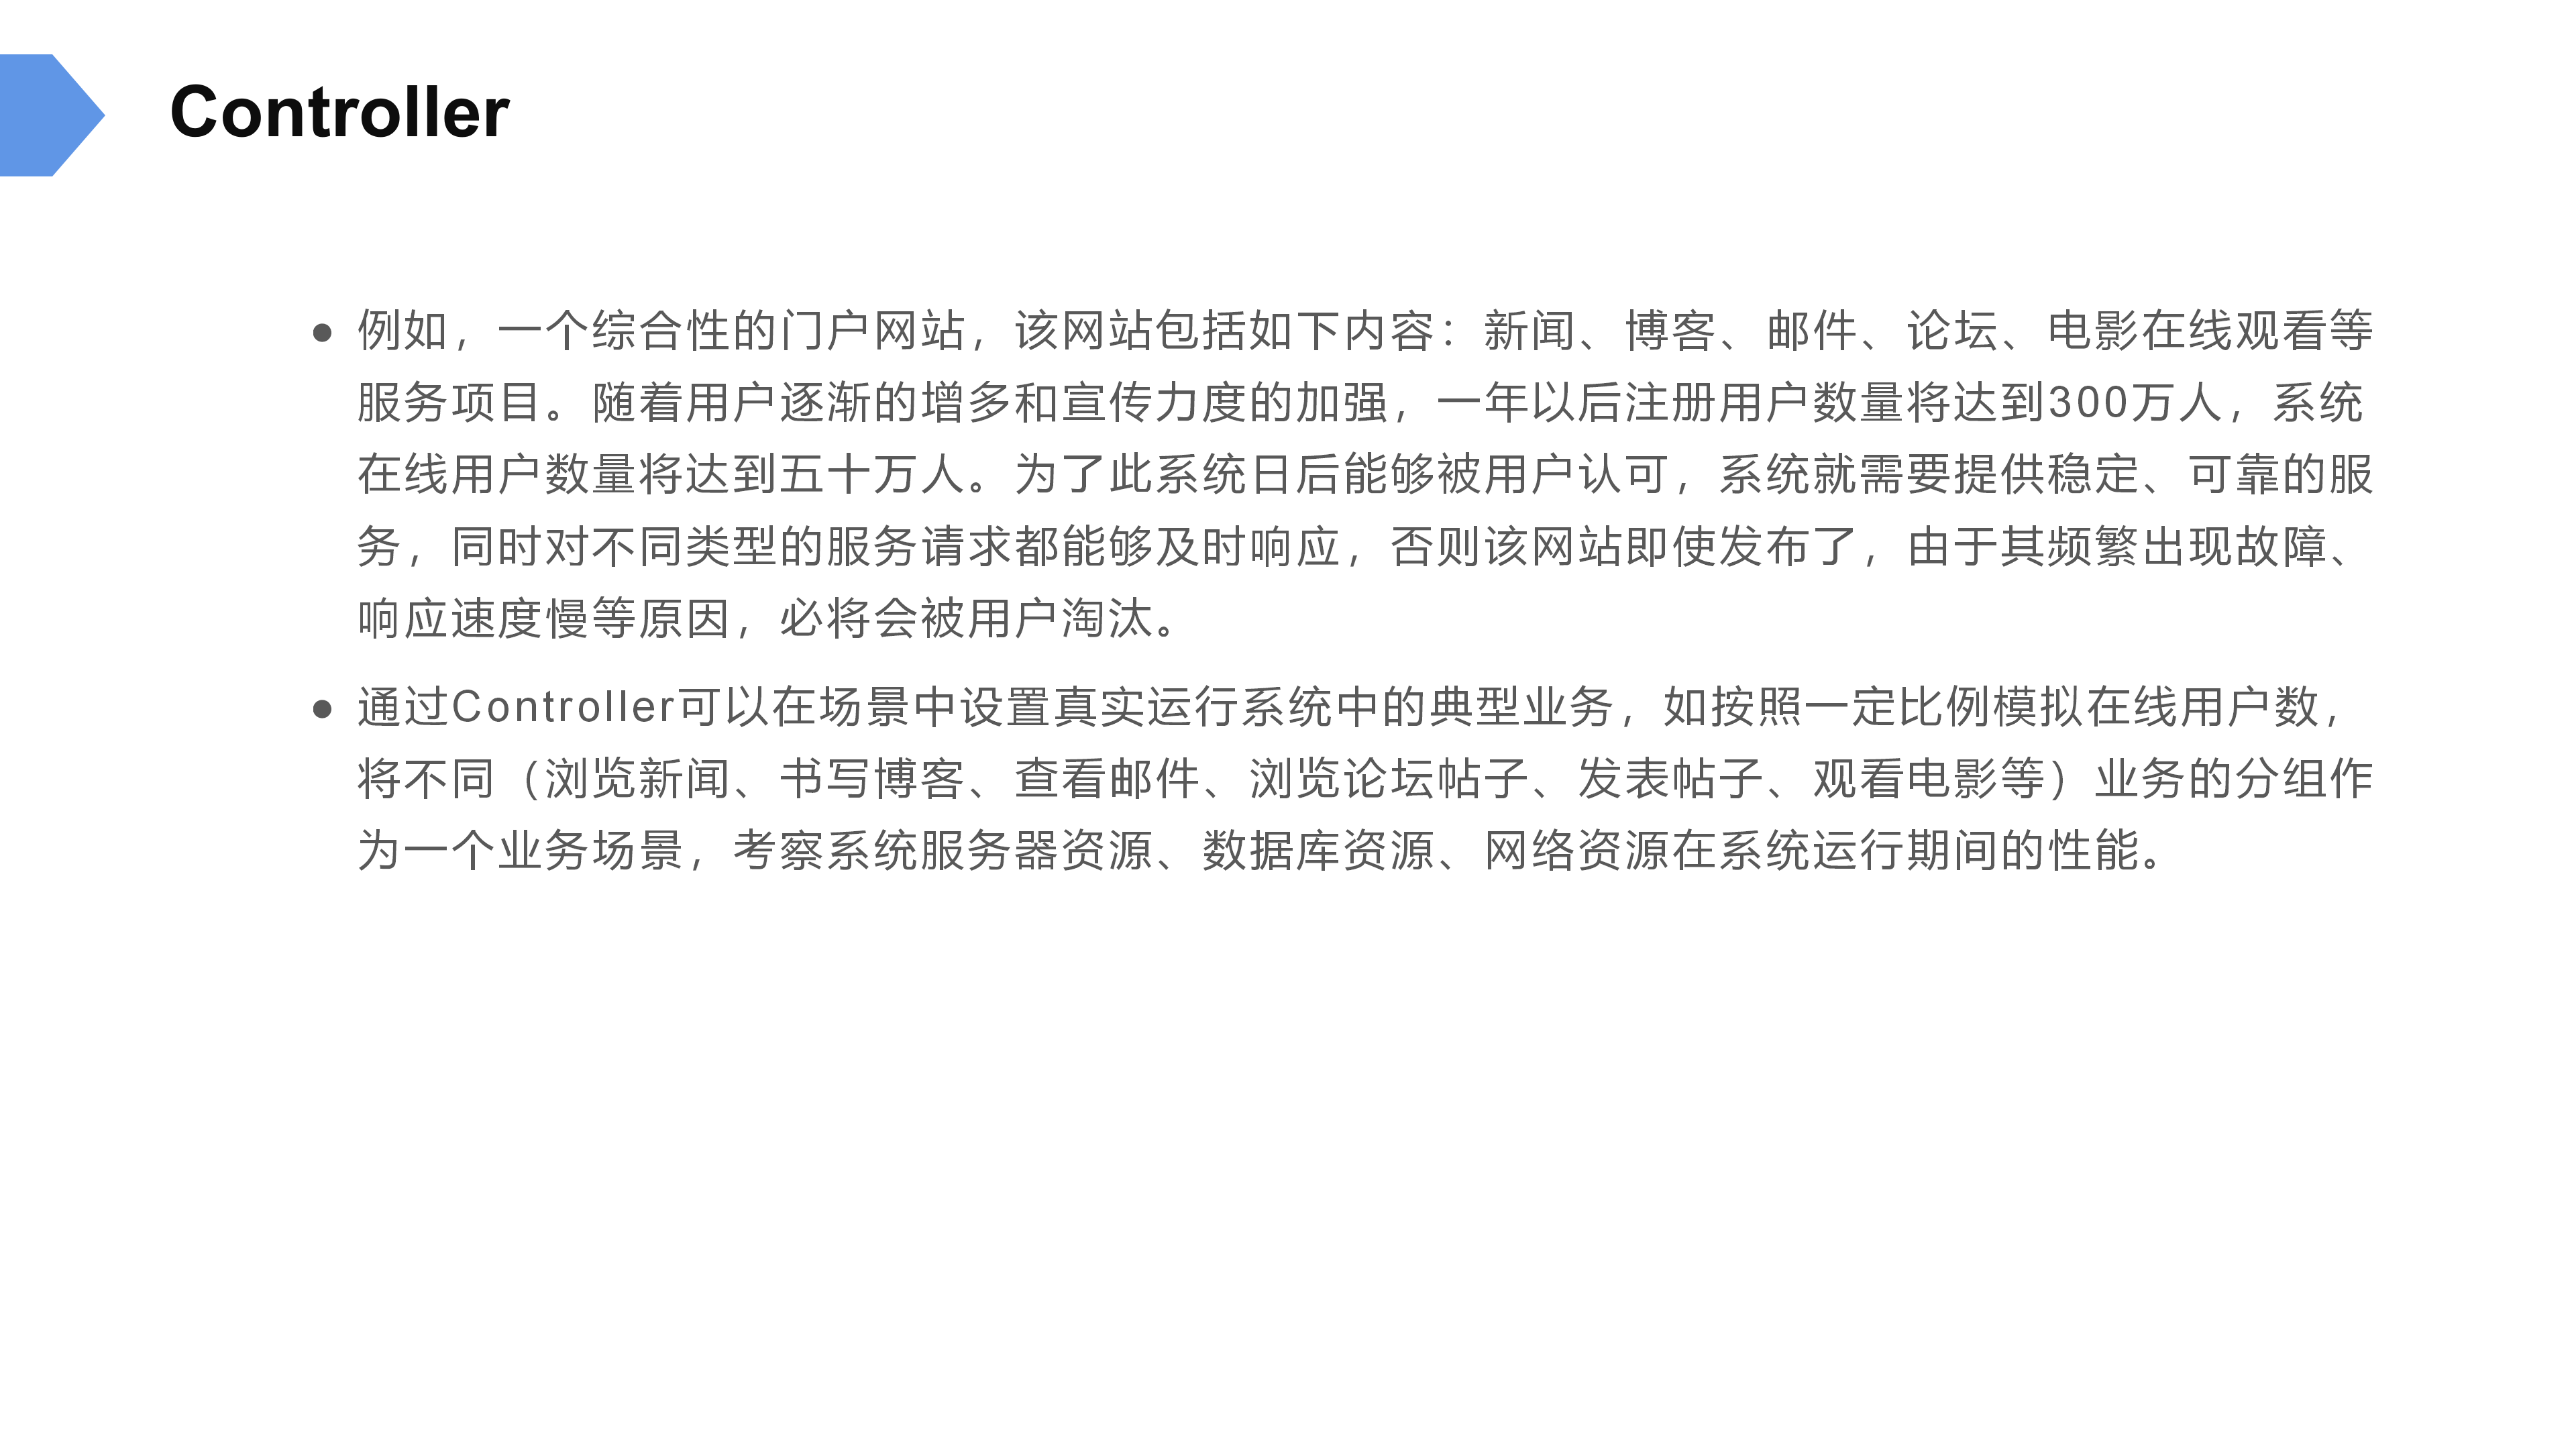 Controller
● 例如，一个综合性的门户网站，该网站包括如下内容：新闻、博客、邮件、论坛、电影在线观看等
服务项目。随着用户逐渐的增多和宣传力度的加强，一年以后注册用户数量将达到300万人，系统
在线用户数量将达到五十万人。为了此系统日后能够被用户认可，系统就需要提供稳定、可靠的服
务，同时对不同类型的服务请求都能够及时响应，否则该网站即使发布了，由于其频繁出现故障、
响应速度慢等原因，必将会被用户淘汰。
● 通过Controller可以在场景中设置真实运行系统中的典型业务，如按照一定比例模拟在线用户数，
将不同（浏览新闻、书写博客、查看邮件、浏览论坛帖子、发表帖子、观看电影等）业务的分组作
为一个业务场景，考察系统服务器资源、数据库资源、网络资源在系统运行期间的性能。